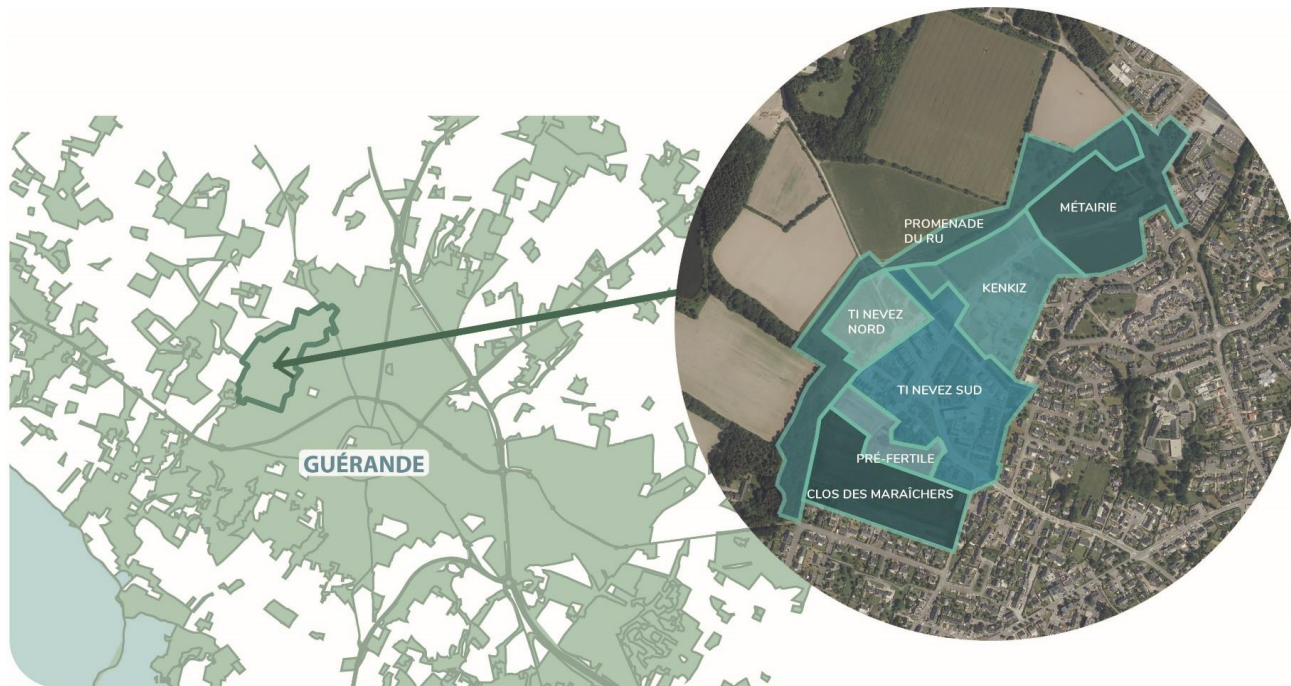 GUÉRANDE
PROMENADE
DU RU
MÉTAIRIE
KENKIZ
TI NEVEZ
NORD
TI NEVEZ SUD
PRÉ-FERTILE
CLOS DES MARAÎCHERS